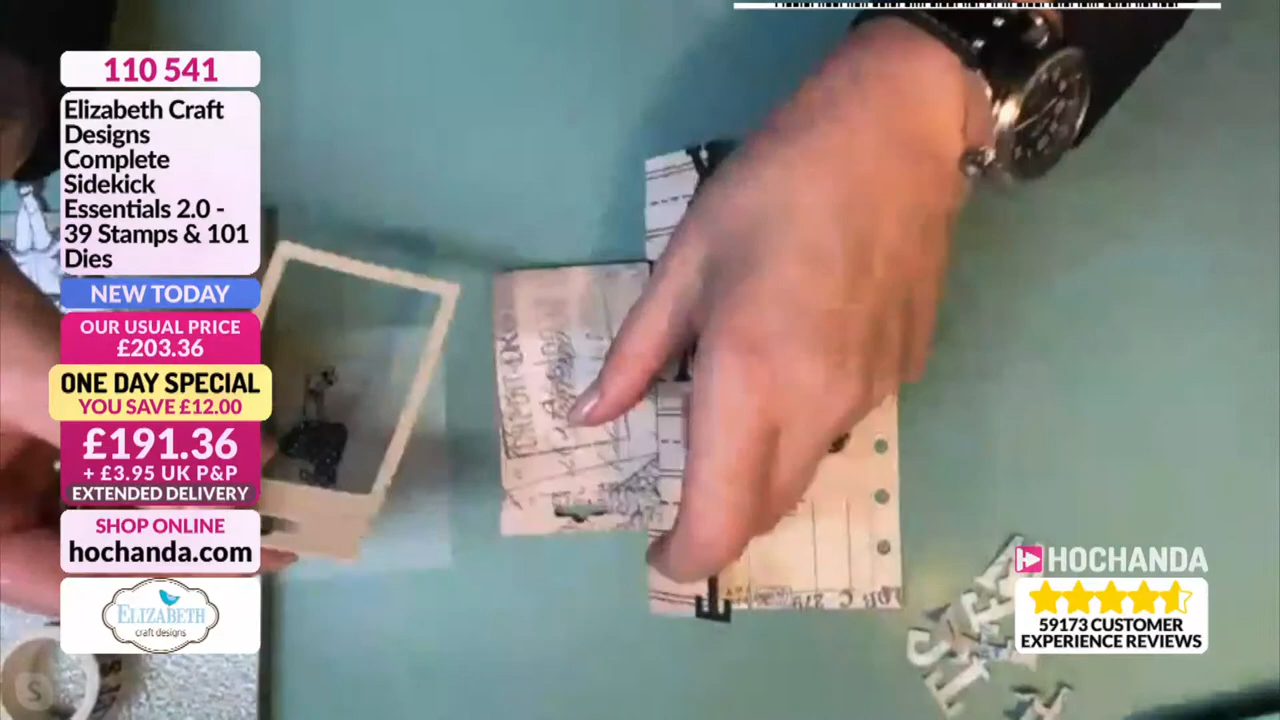 110 541
Elizabeth Craft
Designs
Complete
Sidekick
Essentials 2.0 -
39 Stamps & 101
Dies
NEW TODAY
OUR USUAL PRICE
£203.36
ONE DAY SPECIAL
YOU SAVE £12.00
£191.36
+ £3.95 UK P&P
EXTENDED DELIVERY
SHOP ONLINE
hochanda.com
ELIZABETH
craft designs
HOCHANDA
59173 CUSTOMER
EXPERIENCE REVIEWS